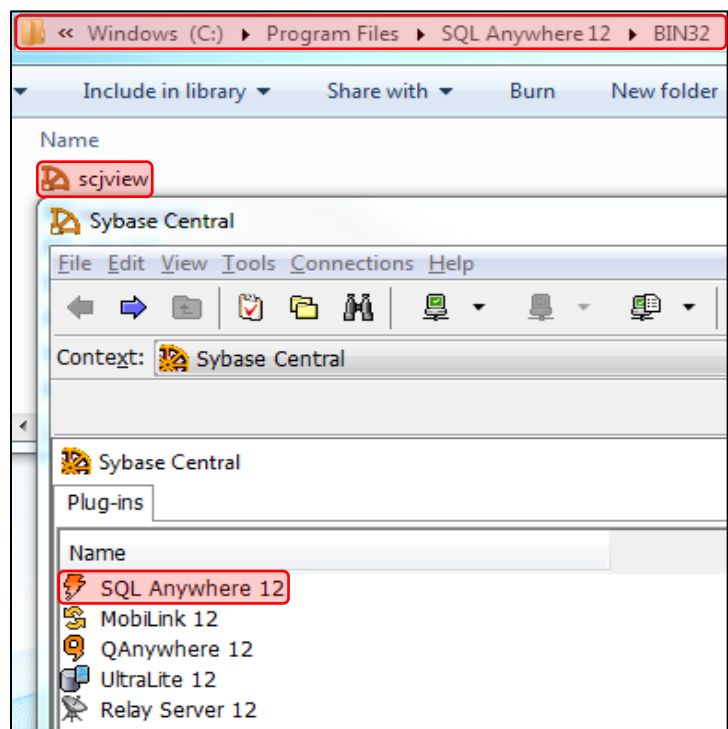 « Windows (C:) ▸ Program Files ▸ SQL Anywhere 12 ▸ BIN32
Include in library Share with Burn New folder
Name
scjview
Sybase Central
File Edit View Tools Connections Help
Context: Sybase Central
Sybase Central
Plug-ins
Name
SQL Anywhere 12
MobiLink 12
QAnywhere 12
UltraLite 12
Relay Server 12